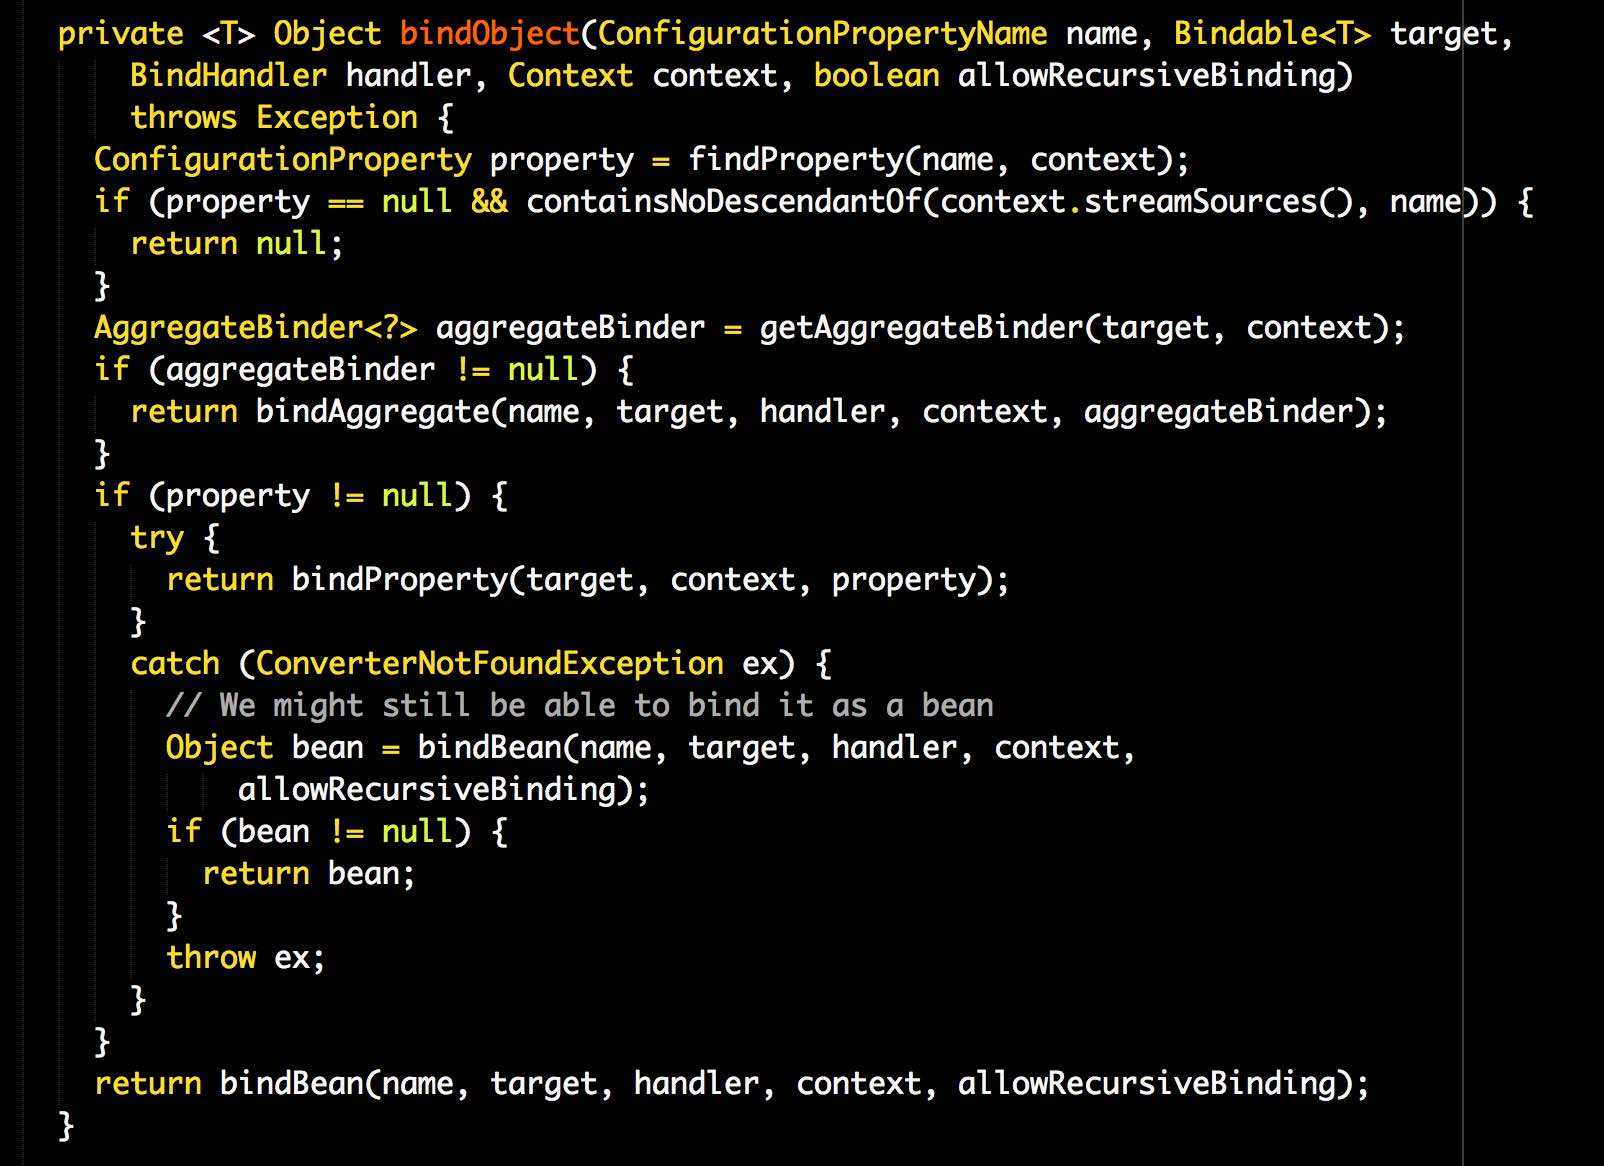 private <T> Object bindObject(ConfigurationPropertyName name, Bindable<T> target,
    BindHandler handler, Context context, boolean allowRecursiveBinding)
    throws Exception {
  ConfigurationProperty property = findProperty(name, context);
  if (property == null && containsNoDescendantOf(context.streamSources(), name)) {
    return null;
  }
  AggregateBinder<?> aggregateBinder = getAggregateBinder(target, context);
  if (aggregateBinder != null) {
    return bindAggregate(name, target, handler, context, aggregateBinder);
  }
  if (property != null) {
    try {
      return bindProperty(target, context, property);
    }
    catch (ConverterNotFoundException ex) {
      // We might still be able to bind it as a bean
      Object bean = bindBean(name, target, handler, context,
          allowRecursiveBinding);
      if (bean != null) {
        return bean;
      }
      throw ex;
    }
  }
  return bindBean(name, target, handler, context, allowRecursiveBinding);
}